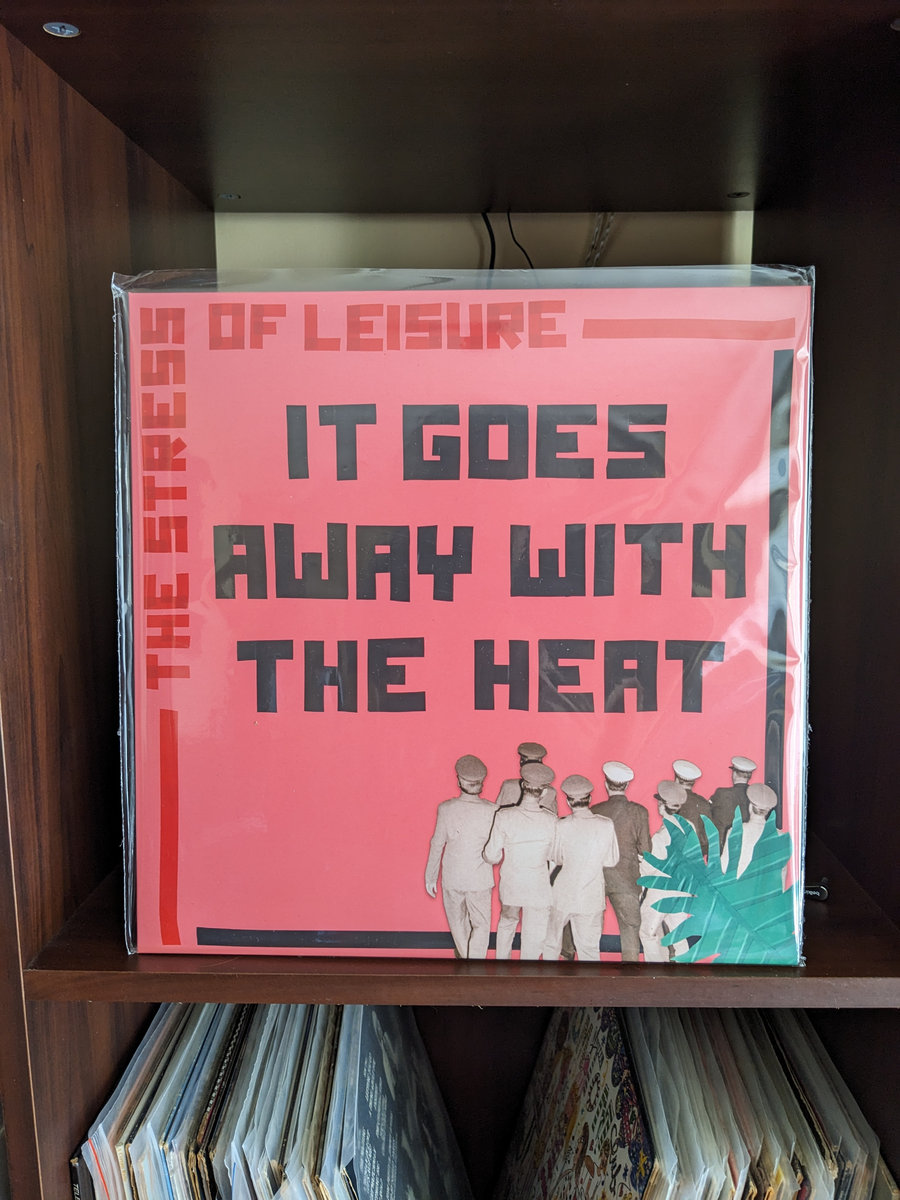 THE STRESS
OF LEISURE
IT GOES
AWAY WITH
THE HEAT